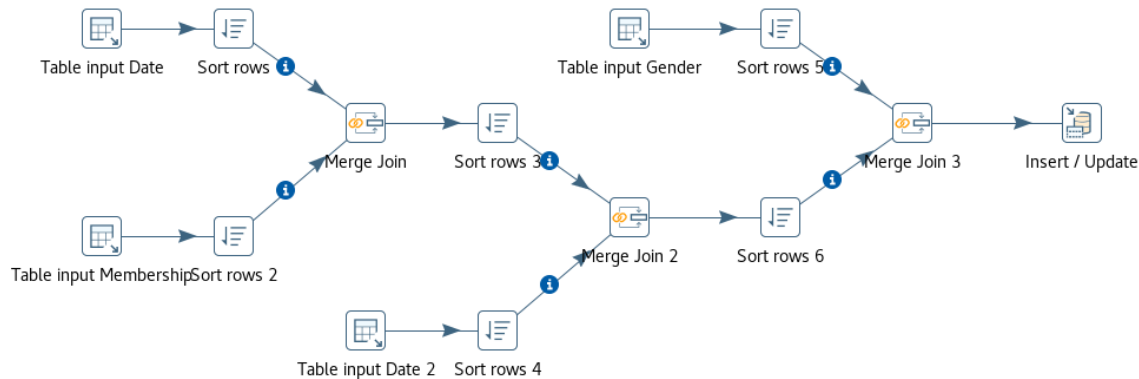 Table input Date
Sort rows
Table input Gender
Sort rows 5
Merge Join
Sort rows 3
Merge Join 3
Insert / Update
Table input Membership
Sort rows 2
Merge Join 2
Sort rows 6
Table input Date 2
Sort rows 4